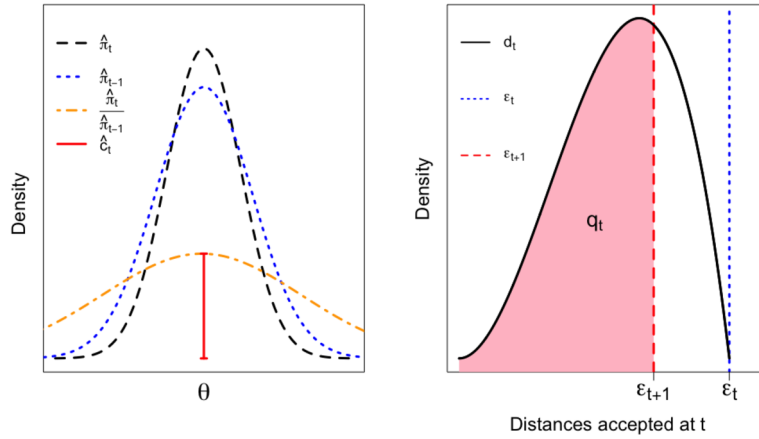 π̂t
π̂t−1
π̂t
π̂t−1
ĉt
Density
θ
dt
εt
εt+1
qt
Density
εt+1
εt
Distances accepted at t